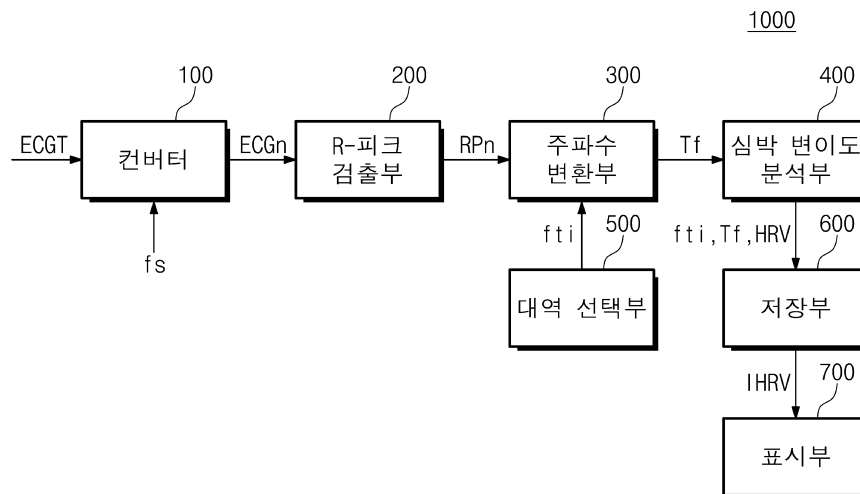 1000
100
200
300
400
ECGT
컨버터
ECGn
R-피크
검출부
RPn
주파수
변환부
Tf
심박 변이도
분석부
fs
fti
500
대역 선택부
fti,Tf,HRV
600
저장부
IHRV
700
표시부